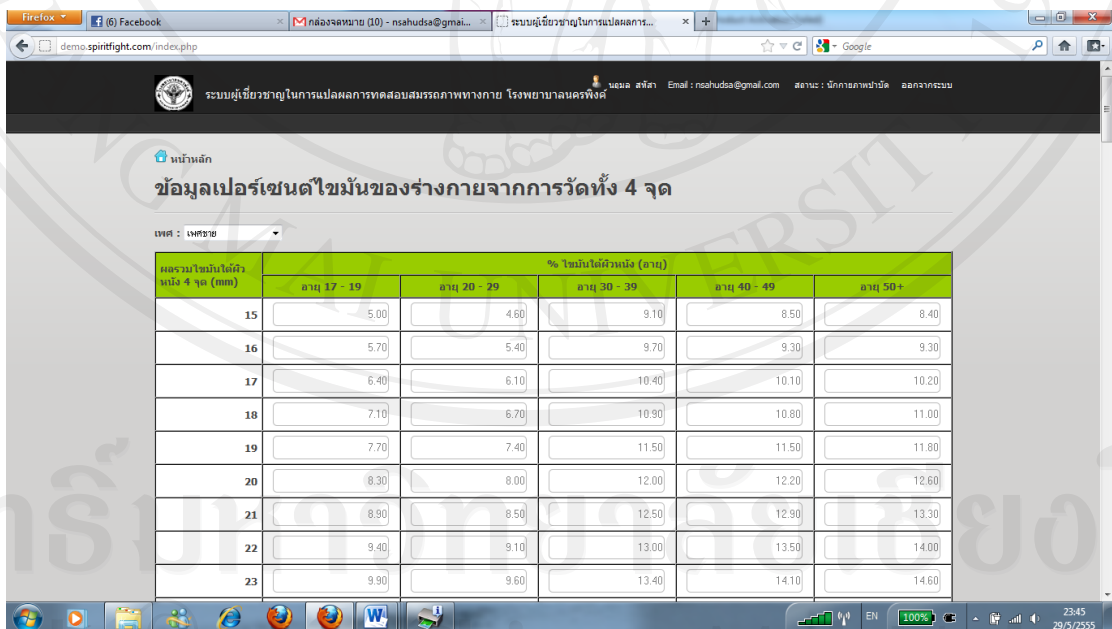 Firefox
(6) Facebook
กล่องจดหมาย (10) - nsahudsa@gmai...
ระบบผู้เชี่ยวชาญในการแปลผลการ...
demo.spiritfight.com/index.php
Google
ระบบผู้เชี่ยวชาญในการแปลผลการทดสอบสมรรถภาพทางกาย โรงพยาบาลนครพิงค์
นฤมล สหัสา Email : nsahudsa@gmail.com สถานะ : นักกายภาพบำบัด ออกจากระบบ
หน้าหลัก
ข้อมูลเปอร์เซนต์ไขมันของร่างกายจากการวัดทั้ง 4 จุด
เพศ : เพศชาย
ผลรวมไขมันใต้ผิวหนัง 4 จุด (mm)
% ไขมันใต้ผิวหนัง (อายุ)
อายุ 17 - 19 อายุ 20 - 29 อายุ 30 - 39 อายุ 40 - 49 อายุ 50+
15 5.00 4.60 9.10 8.50 8.40
16 5.70 5.40 9.70 9.30 9.30
17 6.40 6.10 10.40 10.10 10.20
18 7.10 6.70 10.90 10.80 11.00
19 7.70 7.40 11.50 11.50 11.80
20 8.30 8.00 12.00 12.20 12.60
21 8.90 8.50 12.50 12.90 13.30
22 9.40 9.10 13.00 13.50 14.00
23 9.90 9.60 13.40 14.10 14.60
EN 100% 23:45
29/5/2555